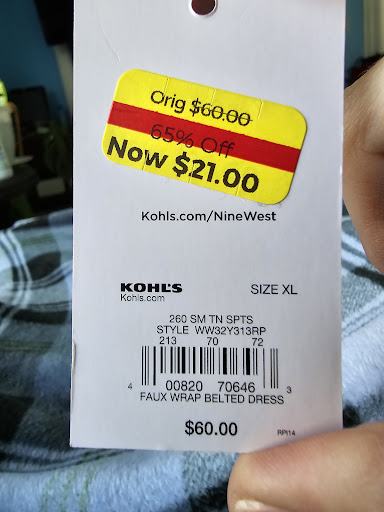 Orig $60.00
65% Off
Now $21.00
Kohls.com/NineWest
KOHL'S
Kohls.com
SIZE XL
260 SM TN SPTS
STYLE WW32Y313RP
213 70 72
4 00820 70646 3
FAUX WRAP BELTED DRESS
$60.00
RPI14